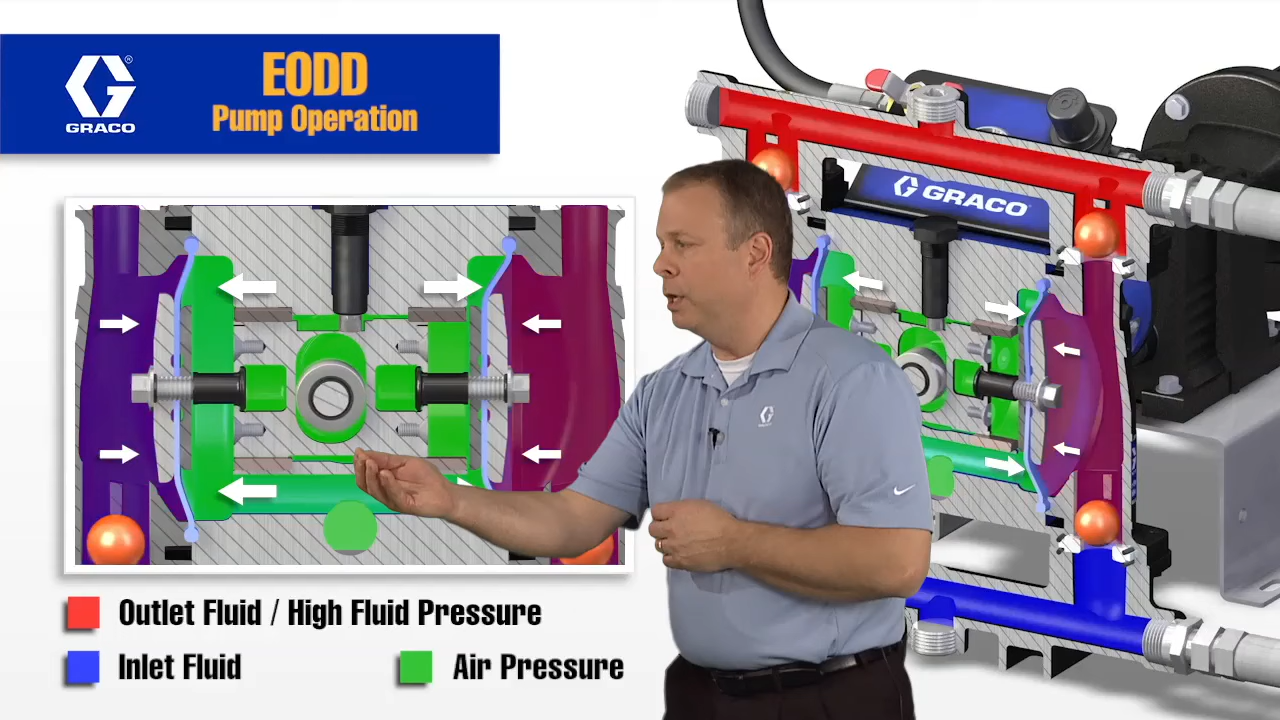 EODD
Pump Operation
GRACO
GRACO
Outlet Fluid / High Fluid Pressure
Inlet Fluid
Air Pressure